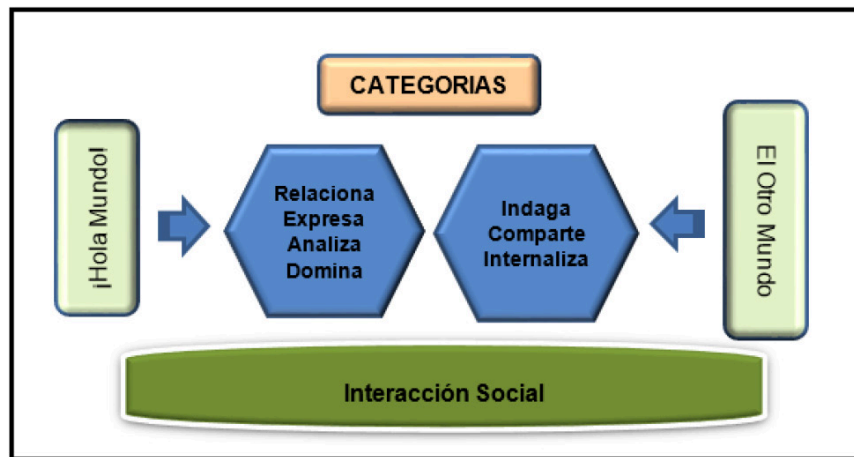 CATEGORIAS
¡Hola Mundo!
Relaciona
Expresa
Analiza
Domina
Indaga
Comparte
Internaliza
El Otro Mundo
Interacción Social